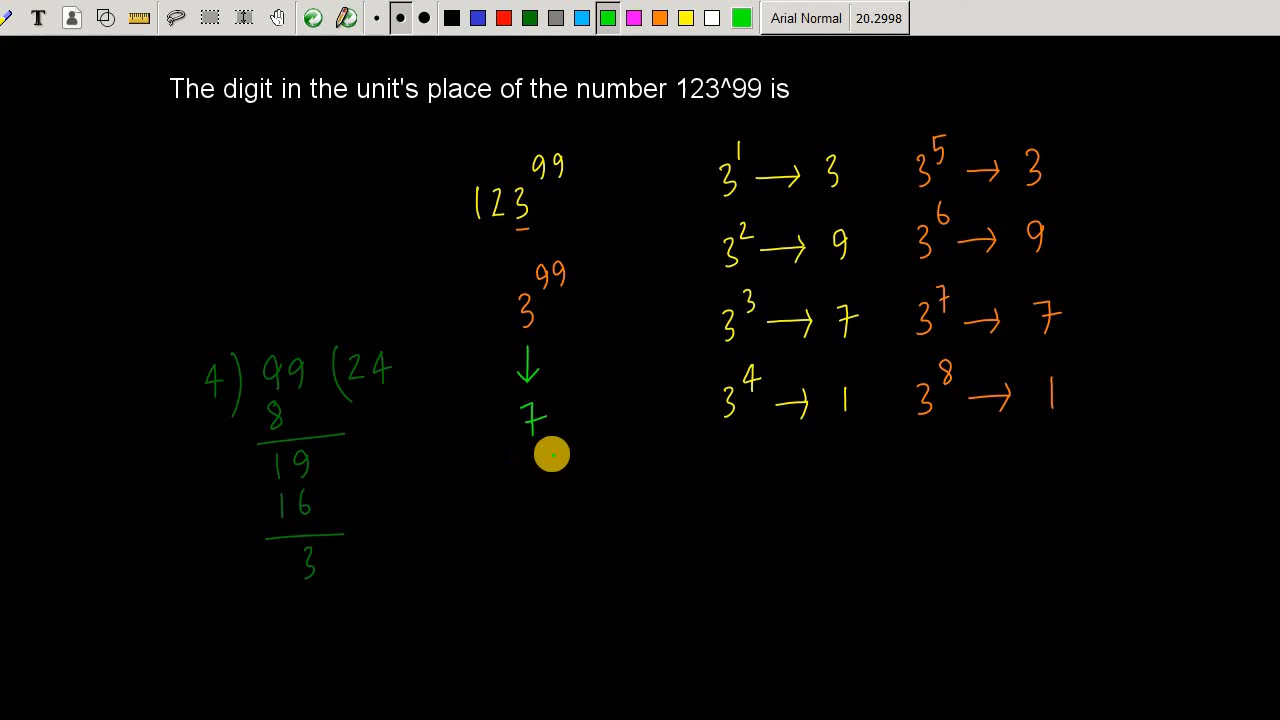 T Arial Normal 20.2998
The digit in the unit's place of the number 123^99 is
123^99
3^99
↓
7
4) 99 (24
8
19
16
3
3^1 → 3
3^2 → 9
3^3 → 7
3^4 → 1
3^5 → 3
3^6 → 9
3^7 → 7
3^8 → 1